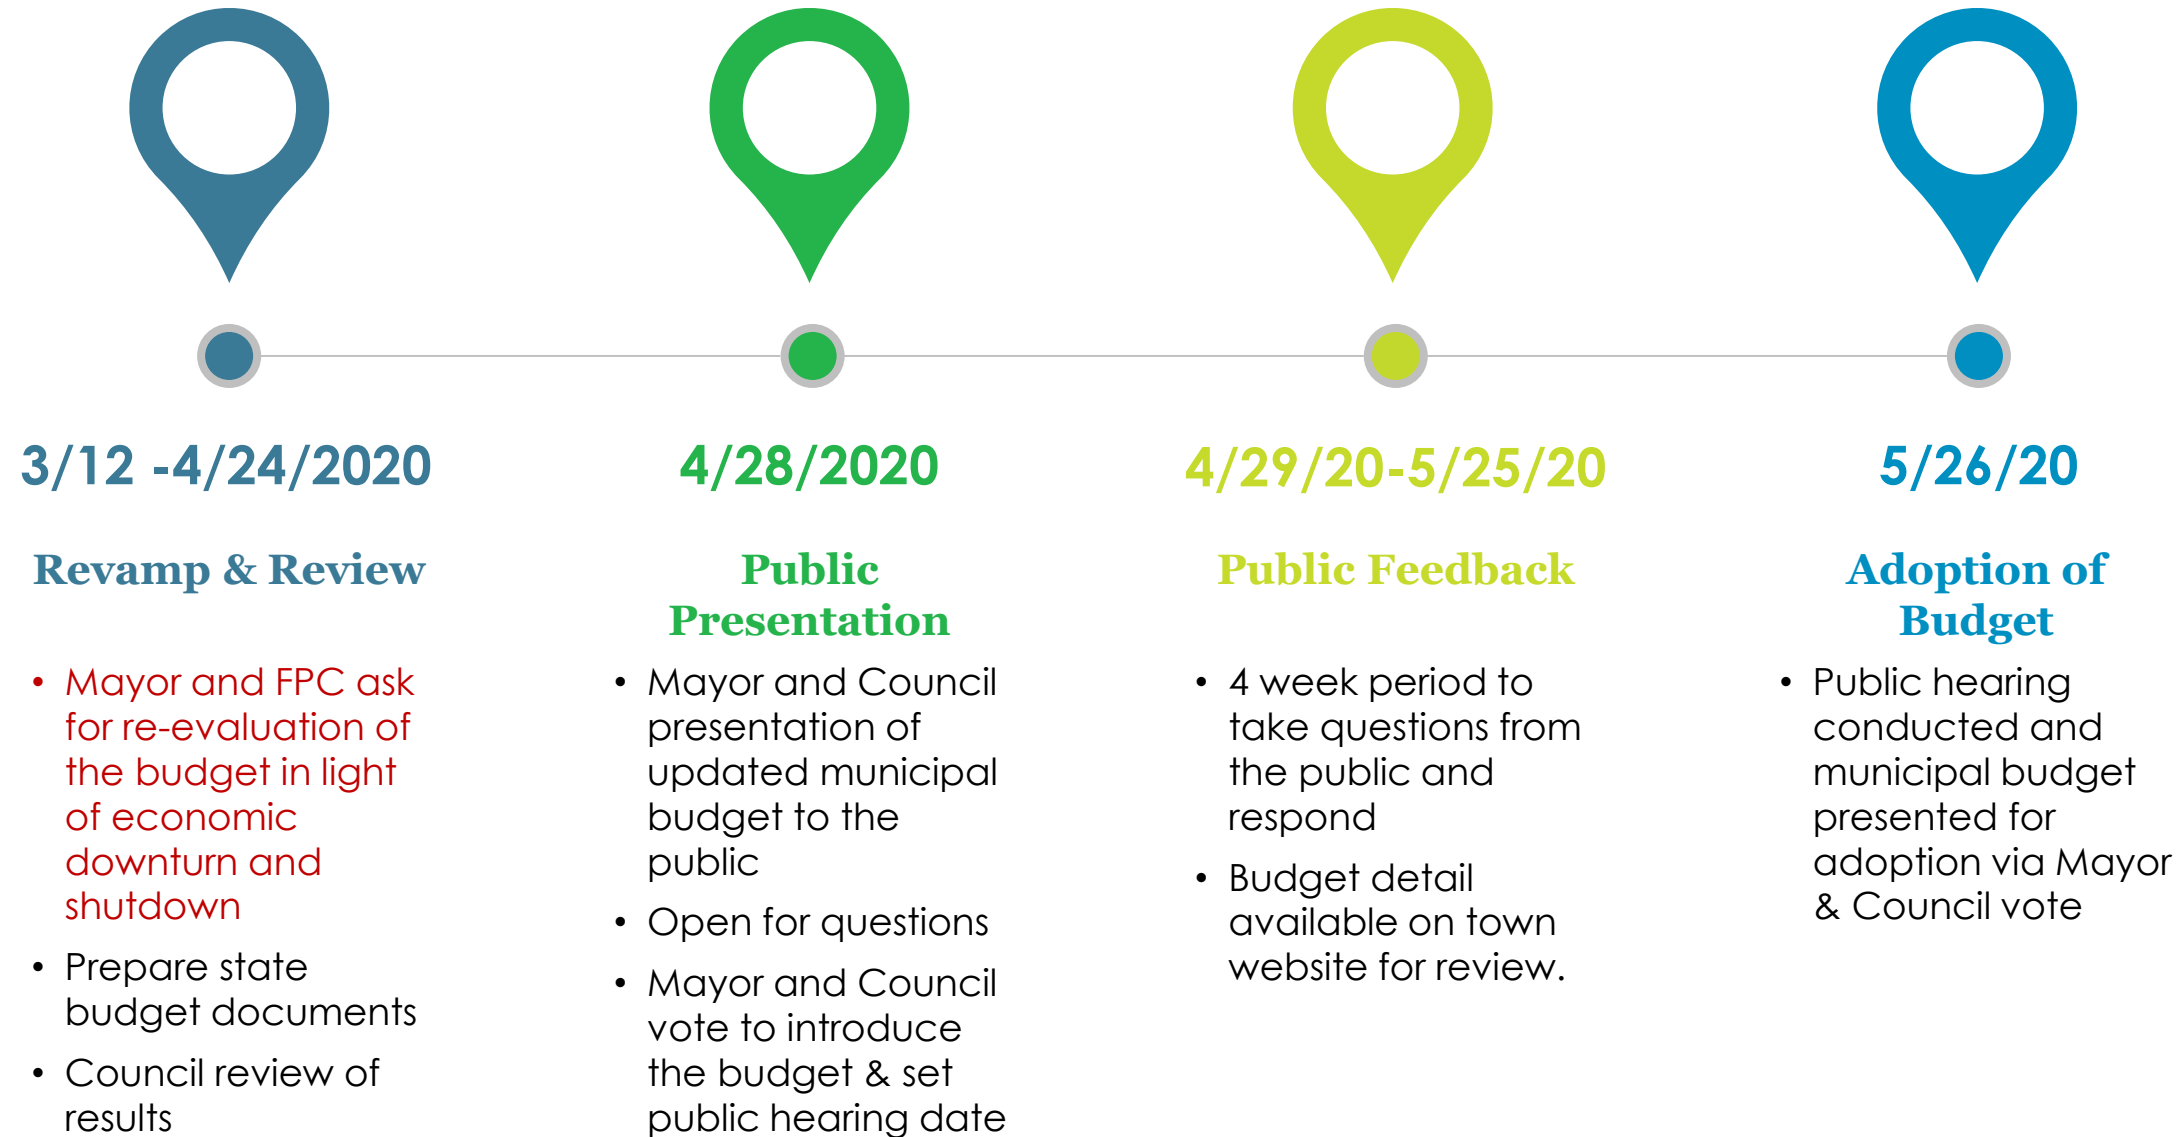 3/12 -4/24/2020
Revamp & Review
• Mayor and FPC ask
for re-evaluation of
the budget in light
of economic
downturn and
shutdown
• Prepare state
budget documents
• Council review of
results
4/28/2020
Public
Presentation
• Mayor and Council
presentation of
updated municipal
budget to the
public
• Open for questions
• Mayor and Council
vote to introduce
the budget & set
public hearing date
4/29/20-5/25/20
Public Feedback
• 4 week period to
take questions from
the public and
respond
• Budget detail
available on town
website for review.
5/26/20
Adoption of
Budget
• Public hearing
conducted and
municipal budget
presented for
adoption via Mayor
& Council vote